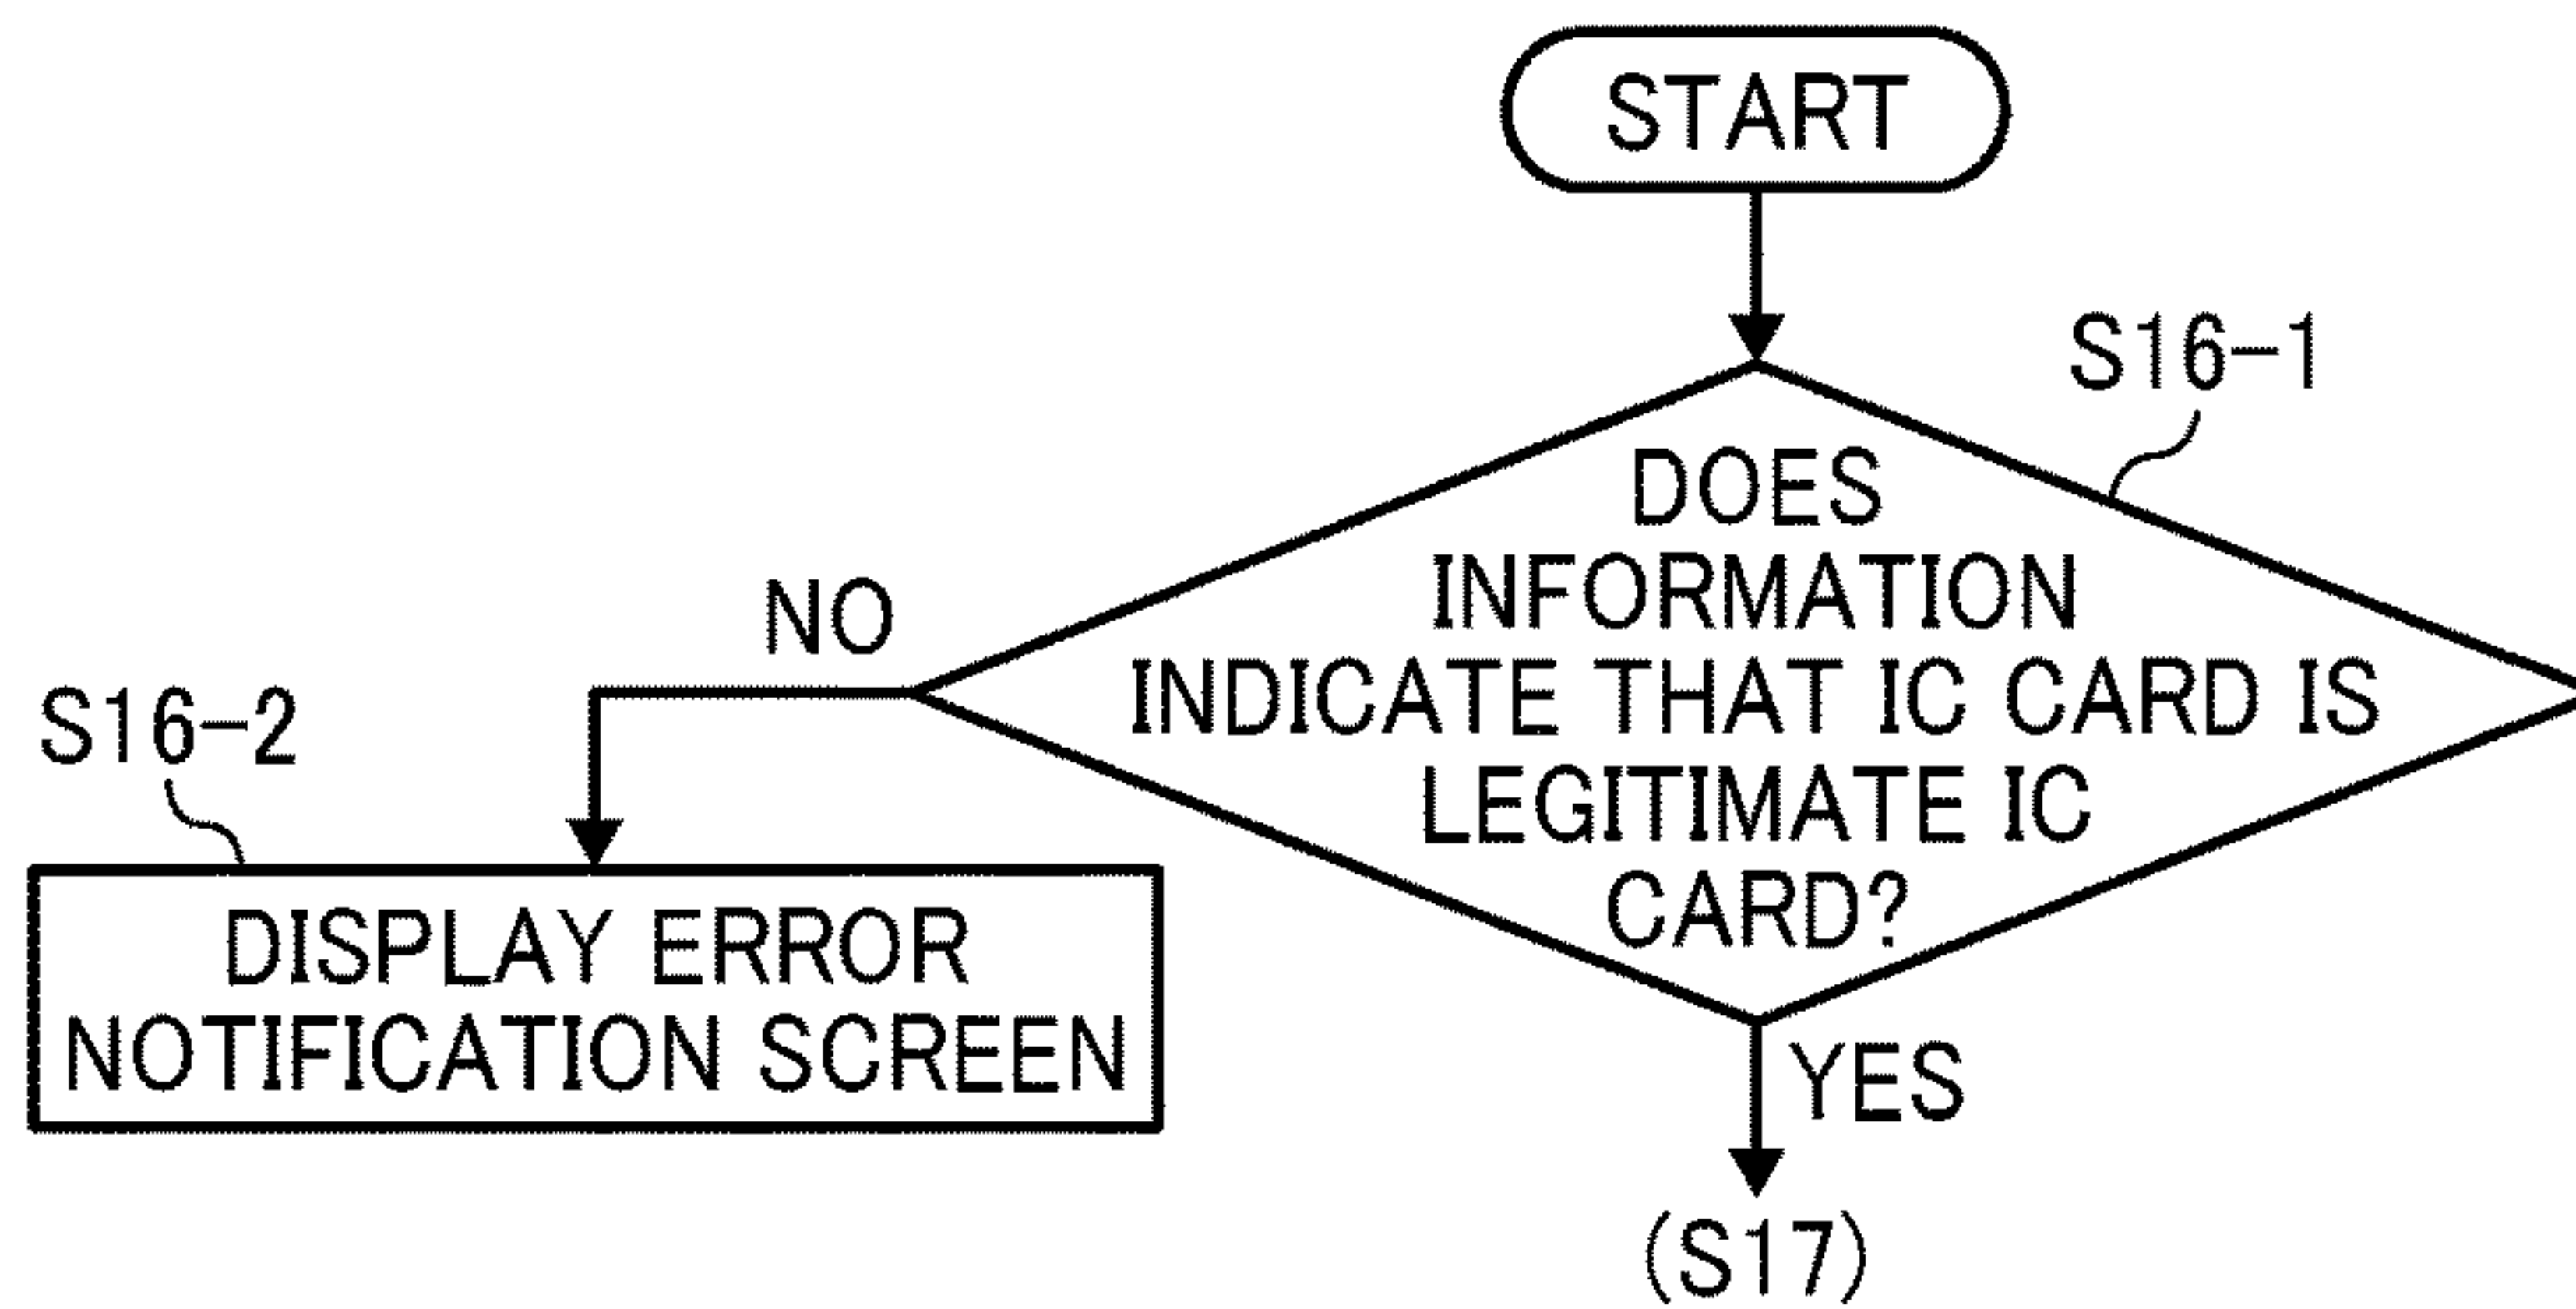 START
S16-1
DOES
INFORMATION
INDICATE THAT IC CARD IS
LEGITIMATE IC
CARD?
NO
S16-2
DISPLAY ERROR
NOTIFICATION SCREEN
YES
(S17)